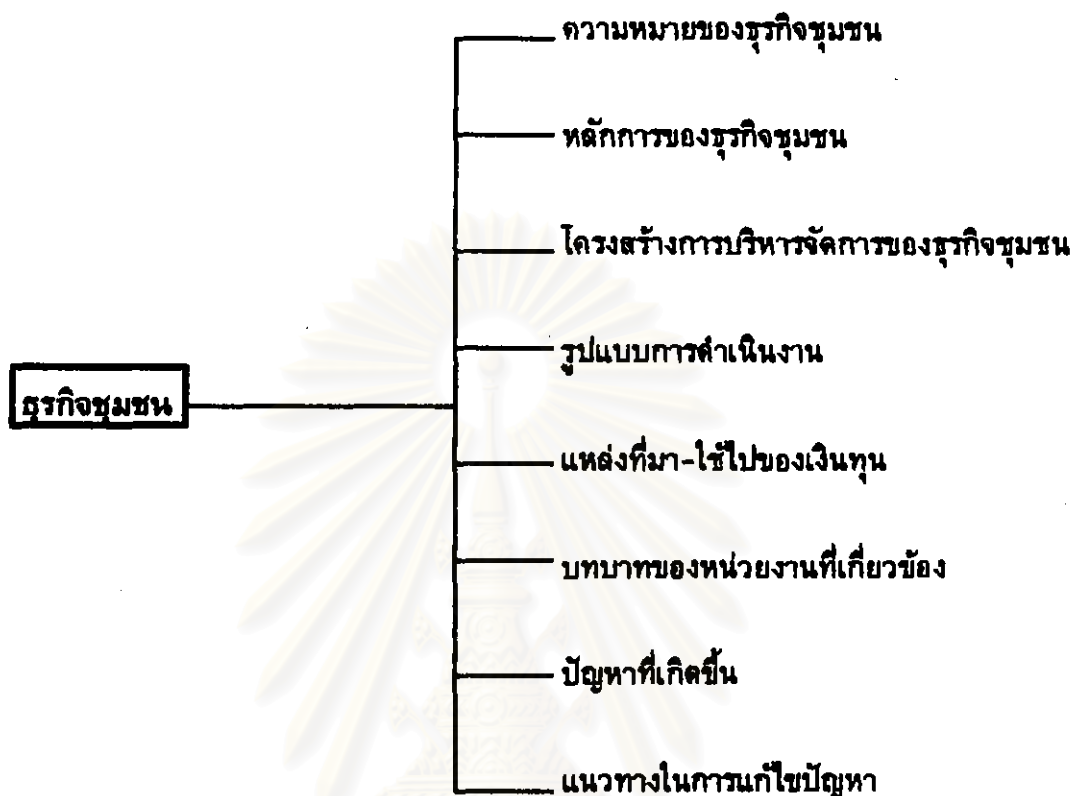 ความหมายของธุรกิจชุมชน
หลักการของธุรกิจชุมชน
โครงสร้างการบริหารจัดการของธุรกิจชุมชน
รูปแบบการดำเนินงาน
ธุรกิจชุมชน
แหล่งที่มา-ใช้ไปของเงินทุน
บทบาทของหน่วยงานที่เกี่ยวข้อง
ปัญหาที่เกิดขึ้น
แนวทางในการแก้ไขปัญหา